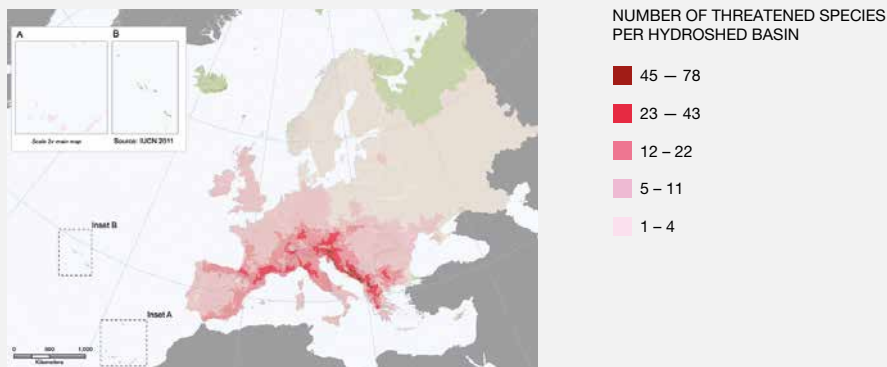 A
B
Scale 2x main map
Source: IUCN 2011
Inset B
Inset A
0 500 1,000
Kilometers
NUMBER OF THREATENED SPECIES
PER HYDROSHED BASIN
45 — 78
23 — 43
12 – 22
5 – 11
1 – 4